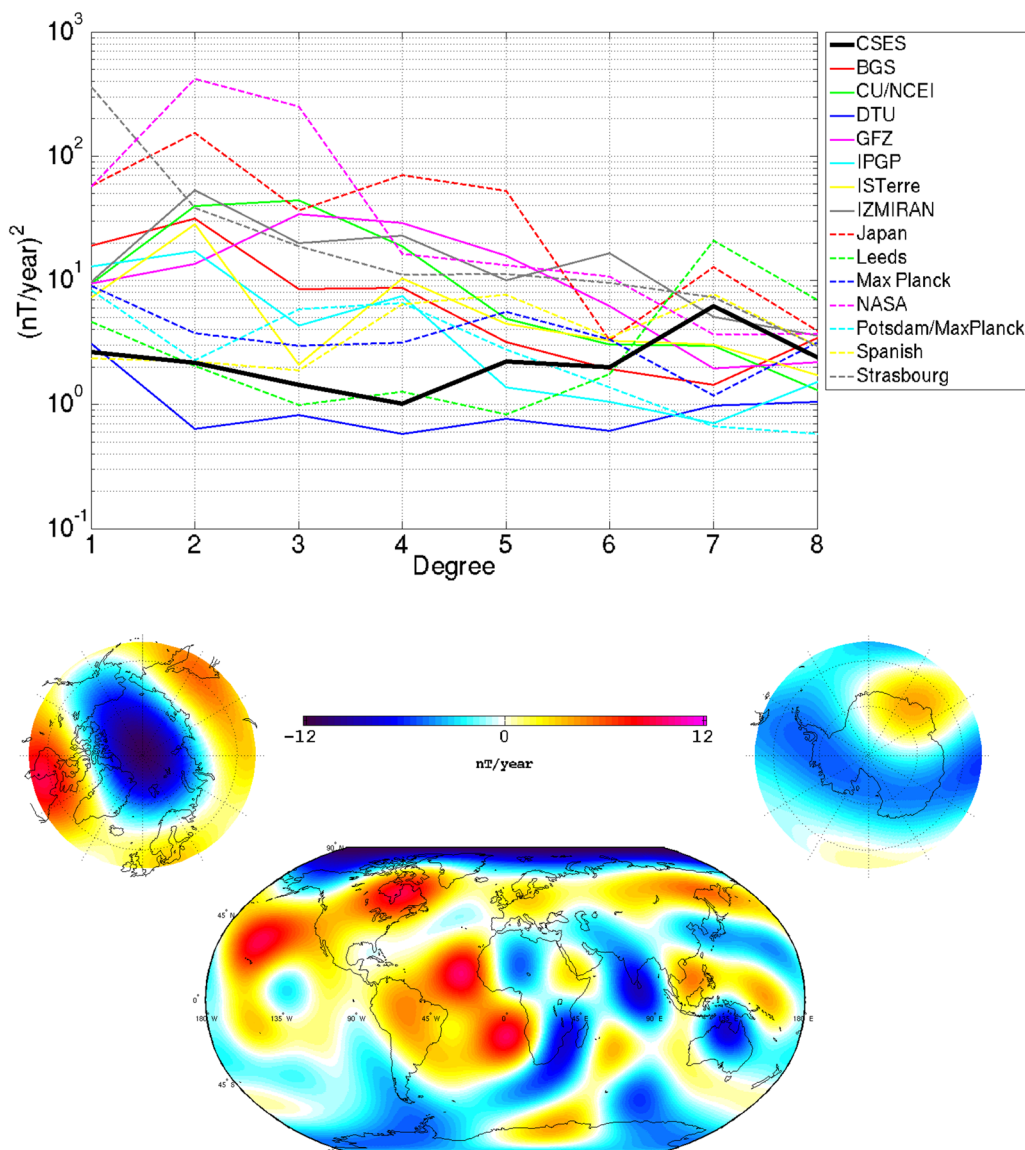 10³
10²
10¹
10⁰
10⁻¹
(nT/year)²
1 2 3 4 5 6 7 8
Degree
CSES
BGS
CU/NCEI
DTU
GFZ
IPGP
ISTerre
IZMIRAN
Japan
Leeds
Max Planck
NASA
Potsdam/MaxPlanck
Spanish
Strasbourg
−12 0 12
nT/year
90° N
45° N
0°
180° W 135° W 90° W 45° W 0° 45° E 90° E 135° E 180° E
45° S